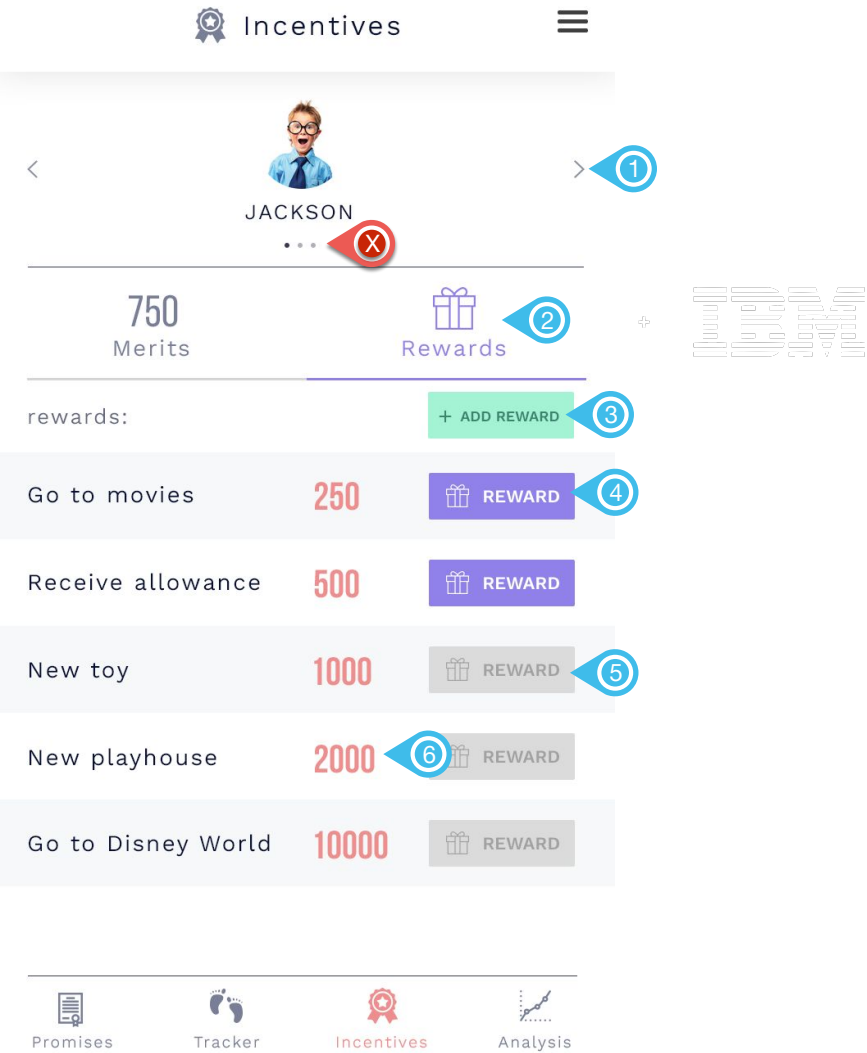 Incentives
1
JACKSON
X
750
Merits
Rewards
2
+ IBM
rewards:
+ ADD REWARD
3
Go to movies 250 REWARD
4
Receive allowance 500 REWARD
New toy 1000 REWARD
5
New playhouse 2000 REWARD
6
Go to Disney World 10000 REWARD
Promises Tracker Incentives Analysis